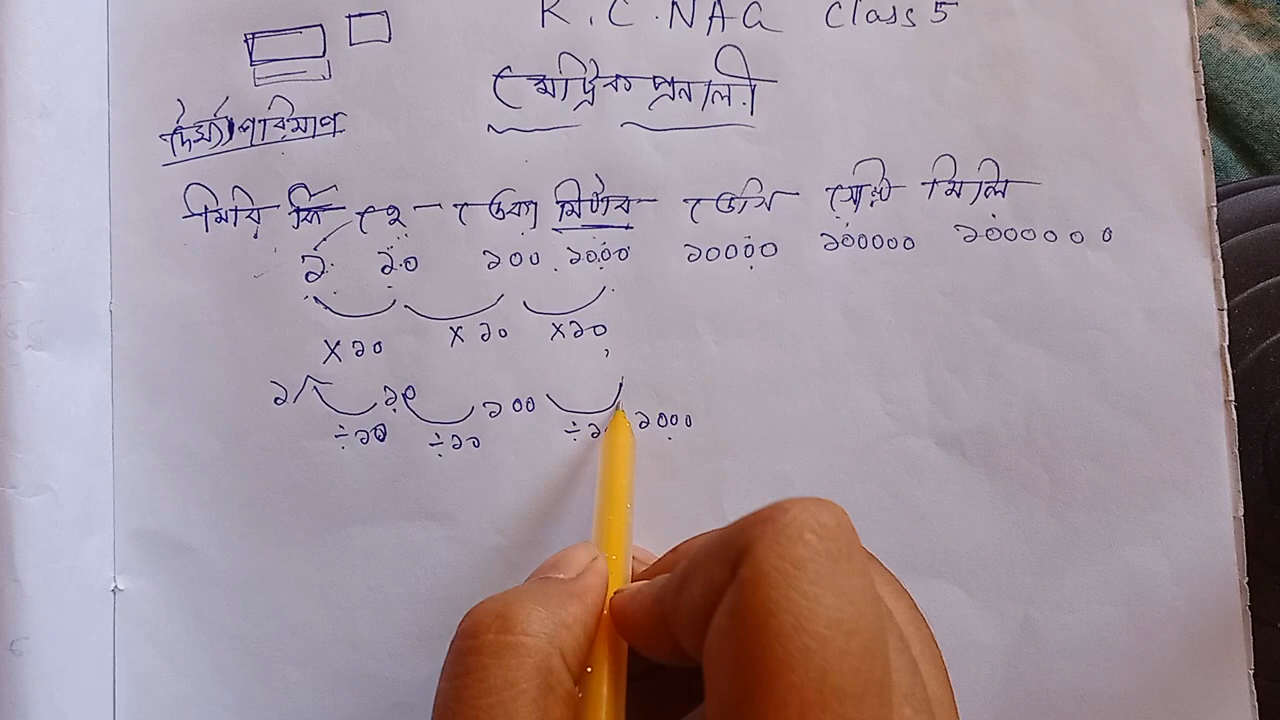 K.C.NAG Class 5
মেট্রিক প্রনালী
দৈর্ঘ্য পরিমাপ
মিরি কি হে ডেকা মিটার ডেসি সেন্টি মিলি
১ ১০ ১০০ ১০০০ ১০০০০ ১০০০০০ ১০০০০০০
X ১০ X ১০ X ১০
১ ১০ ১০০ ১০০০
÷ ১০ ÷ ১০ ÷ ১